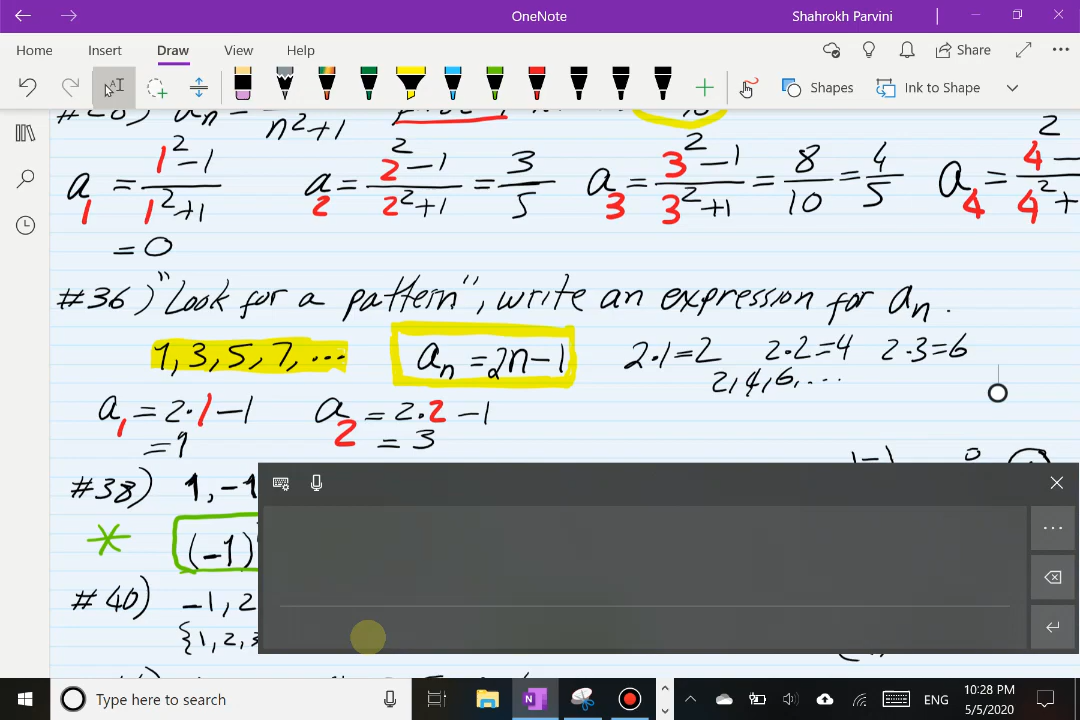 OneNote
Shahrokh Parvini
Home Insert Draw View Help Share
Shapes Ink to Shape
n²+1
a₁ = 1²-1/1²+1 a₂ = 2²-1/2²+1 = 3/5 a₃ = 3²-1/3²+1 = 8/10 = 4/5 a₄ =
= 0
#36) "Look for a pattern", write an expression for aₙ.
1, 3, 5, 7, ... aₙ = 2n-1 2·1=2 2·2=4 2·3=6
2, 4, 6, ...
a₁ = 2·1-1 a₂ = 2·2-1
= 1 = 3
#38) 1, -1
* (-1)
#40) -1, 2
{1, 2, 3
Type here to search
ENG
10:28 PM
5/5/2020